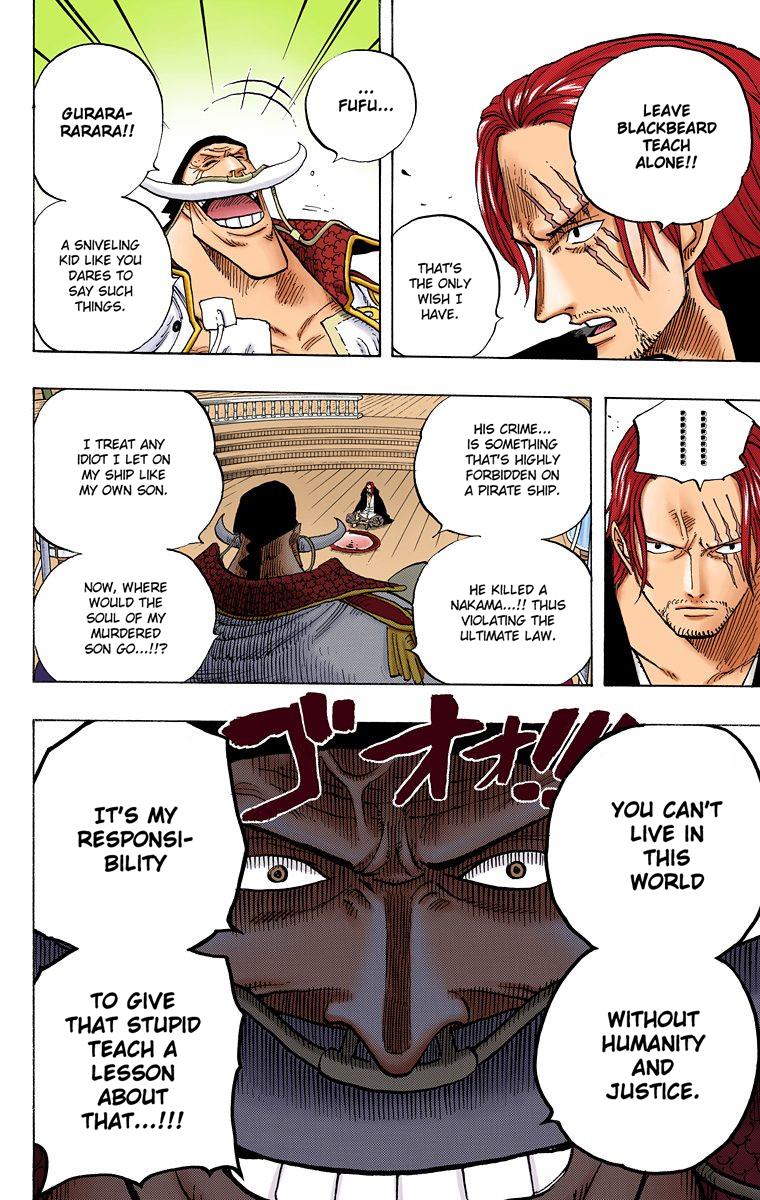 LEAVE
BLACKBEARD
TEACH
ALONE!!
THAT'S
THE ONLY
WISH I
HAVE.
...
FUFU...
GURARA-
RARARA!!
A SNIVELING
KID LIKE YOU
DARES TO
SAY SUCH
THINGS.
!!
HIS CRIME...
IS SOMETHING
THAT'S HIGHLY
FORBIDDEN ON
A PIRATE SHIP.
HE KILLED A
NAKAMA...!! THUS
VIOLATING THE
ULTIMATE LAW.
I TREAT ANY
IDIOT I LET ON
MY SHIP LIKE
MY OWN SON.
NOW, WHERE
WOULD THE
SOUL OF MY
MURDERED
SON GO...!!?
ゴオオ!!!
YOU CAN'T
LIVE IN
THIS
WORLD
WITHOUT
HUMANITY
AND
JUSTICE.
IT'S MY
RESPONSI-
BILITY
TO GIVE
THAT STUPID
TEACH A
LESSON
ABOUT
THAT...!!!